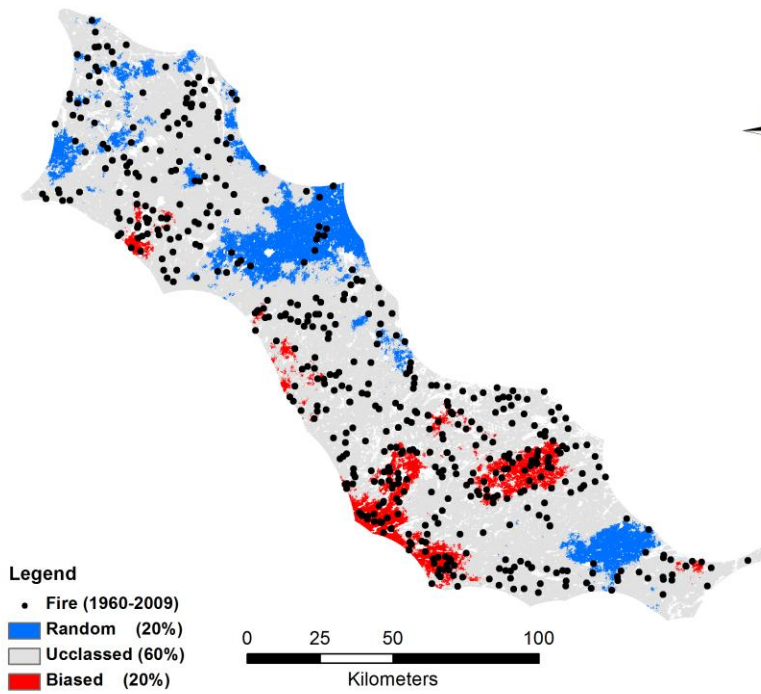 Legend
Fire (1960-2009)
Random (20%)
Ucclassed (60%)
Biased (20%)
0 25 50 100
Kilometers